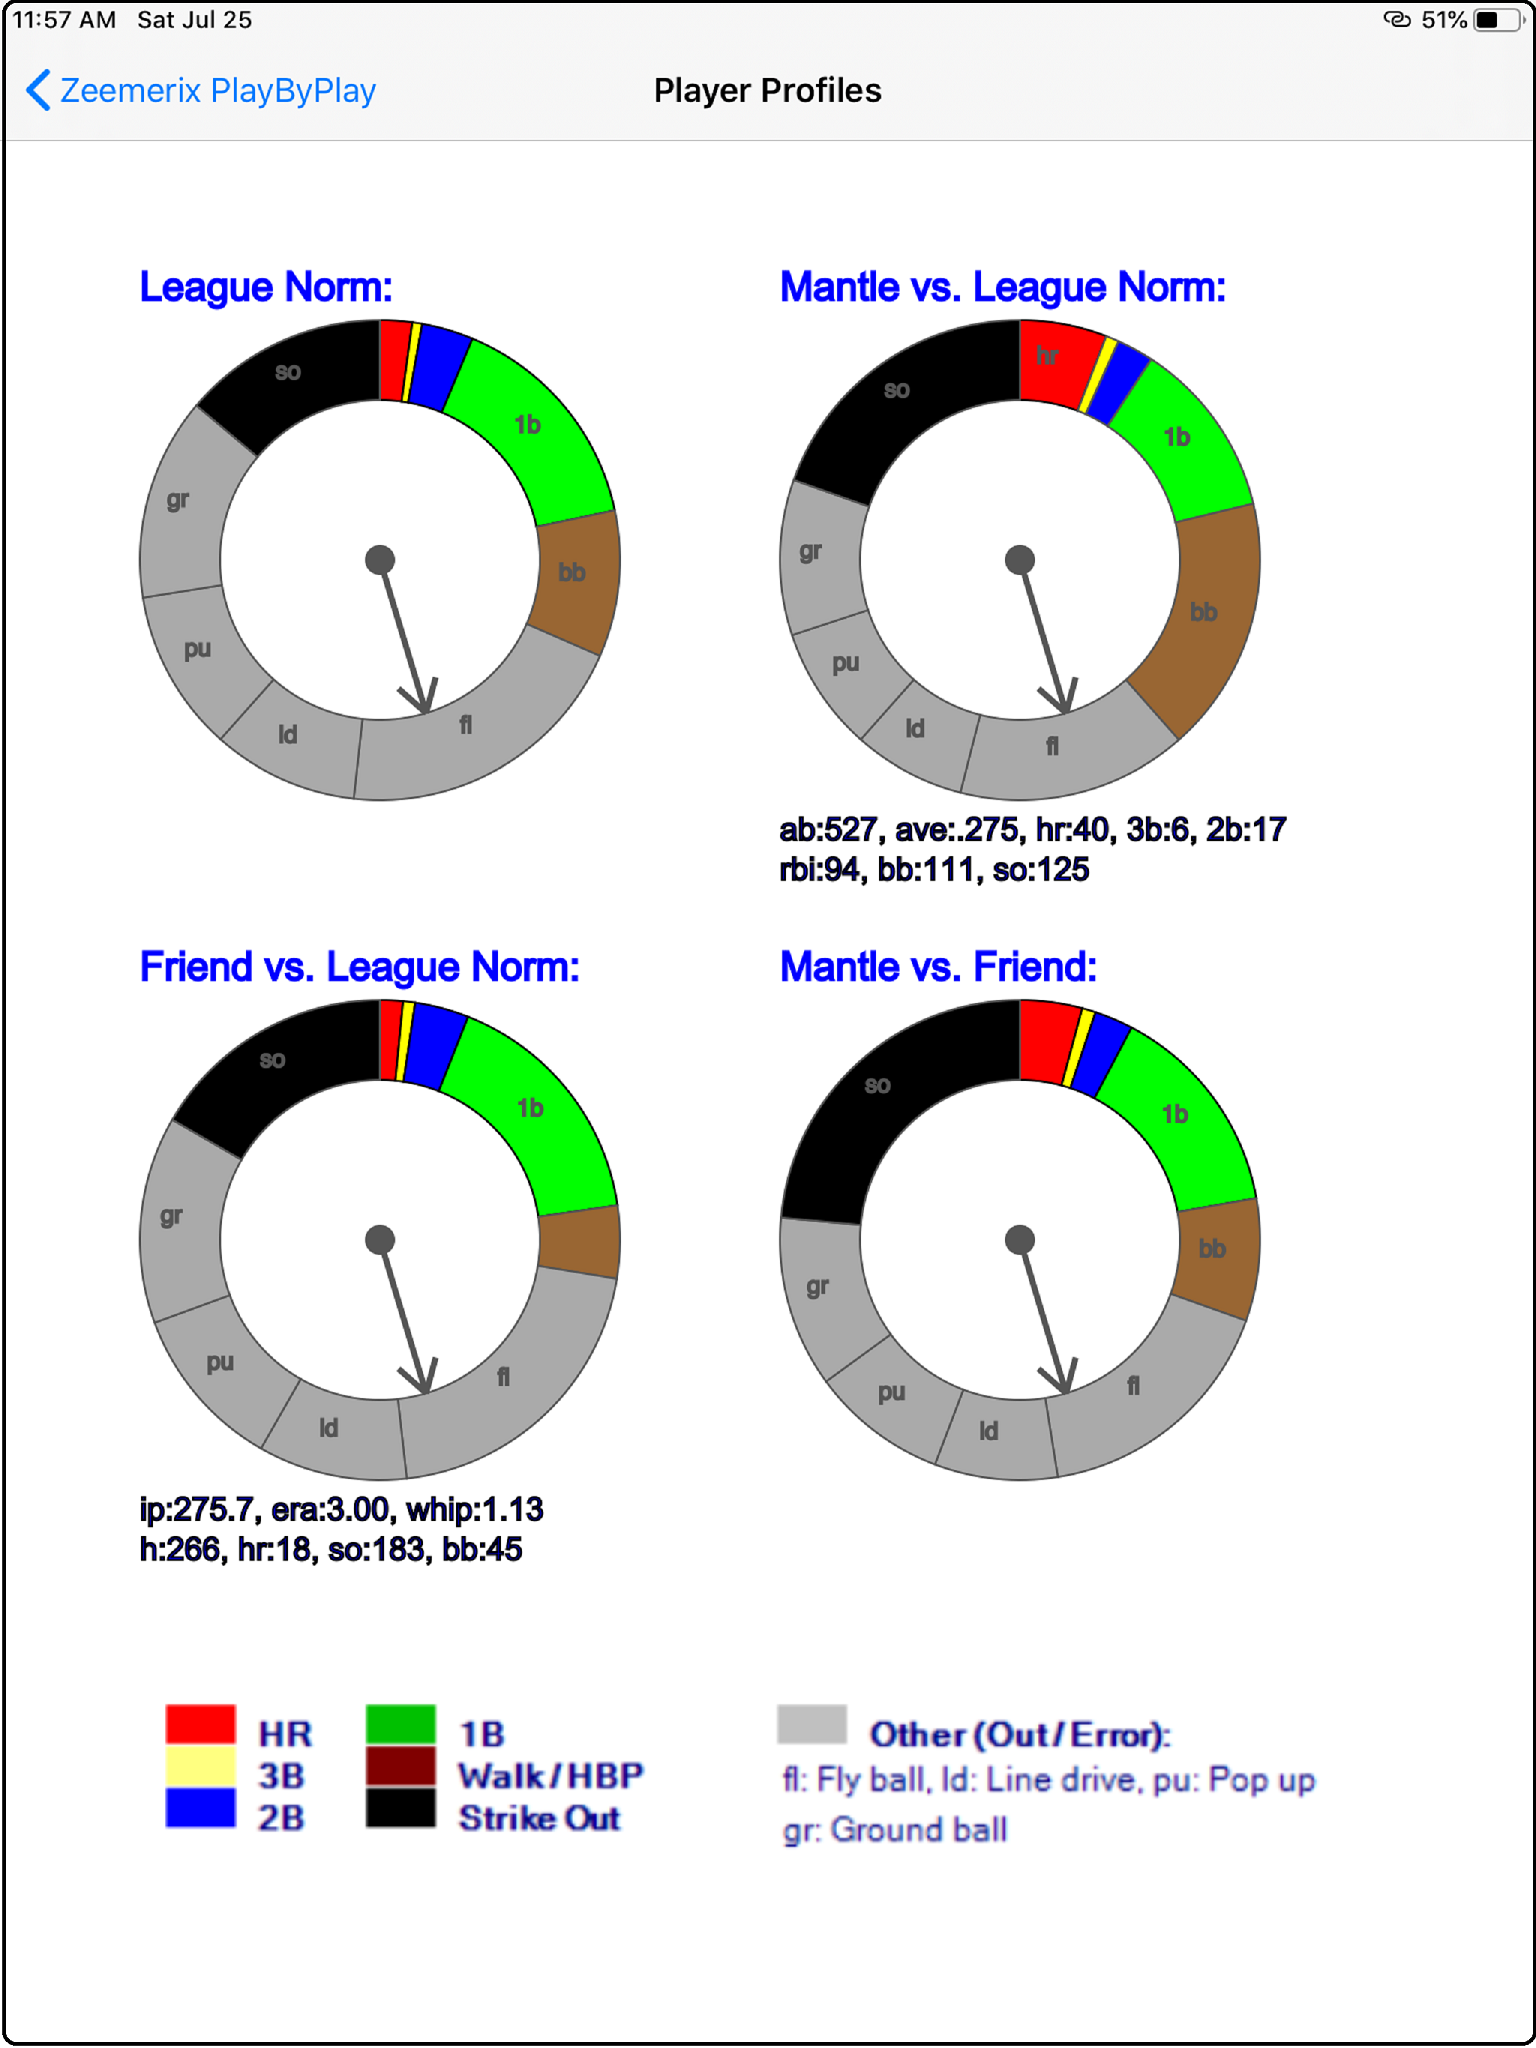 11:57 AM Sat Jul 25 51%
Zeemerix PlayByPlay Player Profiles
League Norm:
so
1b
gr
bb
pu
ld
fl
Mantle vs. League Norm:
hr
so
1b
gr
bb
pu
ld
fl
ab:527, ave:.275, hr:40, 3b:6, 2b:17
rbi:94, bb:111, so:125
Friend vs. League Norm:
so
1b
gr
pu
fl
ld
ip:275.7, era:3.00, whip:1.13
h:266, hr:18, so:183, bb:45
Mantle vs. Friend:
so
1b
bb
gr
fl
pu
ld
HR
3B
2B
1B
Walk/HBP
Strike Out
Other (Out/Error):
fl: Fly ball, ld: Line drive, pu: Pop up
gr: Ground ball